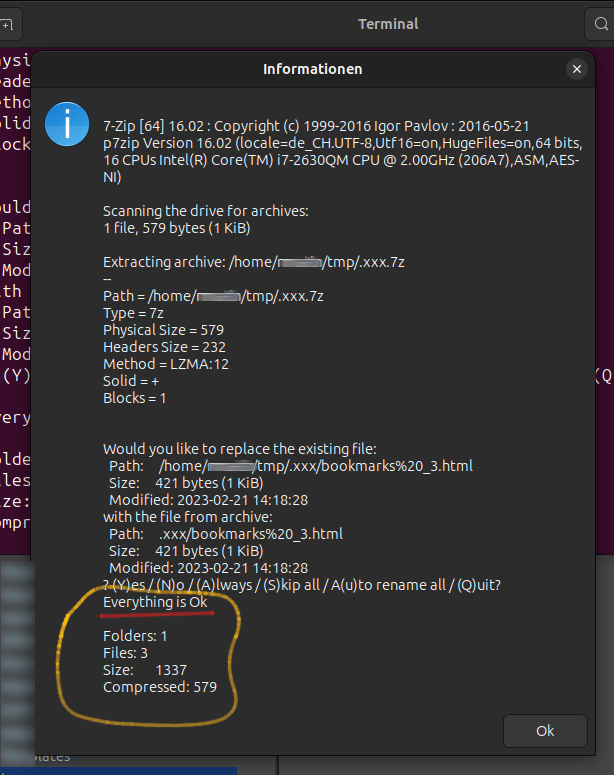 Terminal
Informationen
7-Zip [64] 16.02 : Copyright (c) 1999-2016 Igor Pavlov : 2016-05-21
p7zip Version 16.02 (locale=de_CH.UTF-8,Utf16=on,HugeFiles=on,64 bits,
16 CPUs Intel(R) Core(TM) i7-2630QM CPU @ 2.00GHz (206A7),ASM,AES-
NI)
Scanning the drive for archives:
1 file, 579 bytes (1 KiB)
Extracting archive: /home/ /tmp/.xxx.7z
--
Path = /home/ /tmp/.xxx.7z
Type = 7z
Physical Size = 579
Headers Size = 232
Method = LZMA:12
Solid = +
Blocks = 1
Would you like to replace the existing file:
Path: /home/ /tmp/.xxx/bookmarks%20_3.html
Size: 421 bytes (1 KiB)
Modified: 2023-02-21 14:18:28
with the file from archive:
Path: .xxx/bookmarks%20_3.html
Size: 421 bytes (1 KiB)
Modified: 2023-02-21 14:18:28
? (Y)es / (N)o / (A)lways / (S)kip all / A(u)to rename all / (Q)uit?
Everything is Ok
Folders: 1
Files: 3
Size: 1337
Compressed: 579
Ok